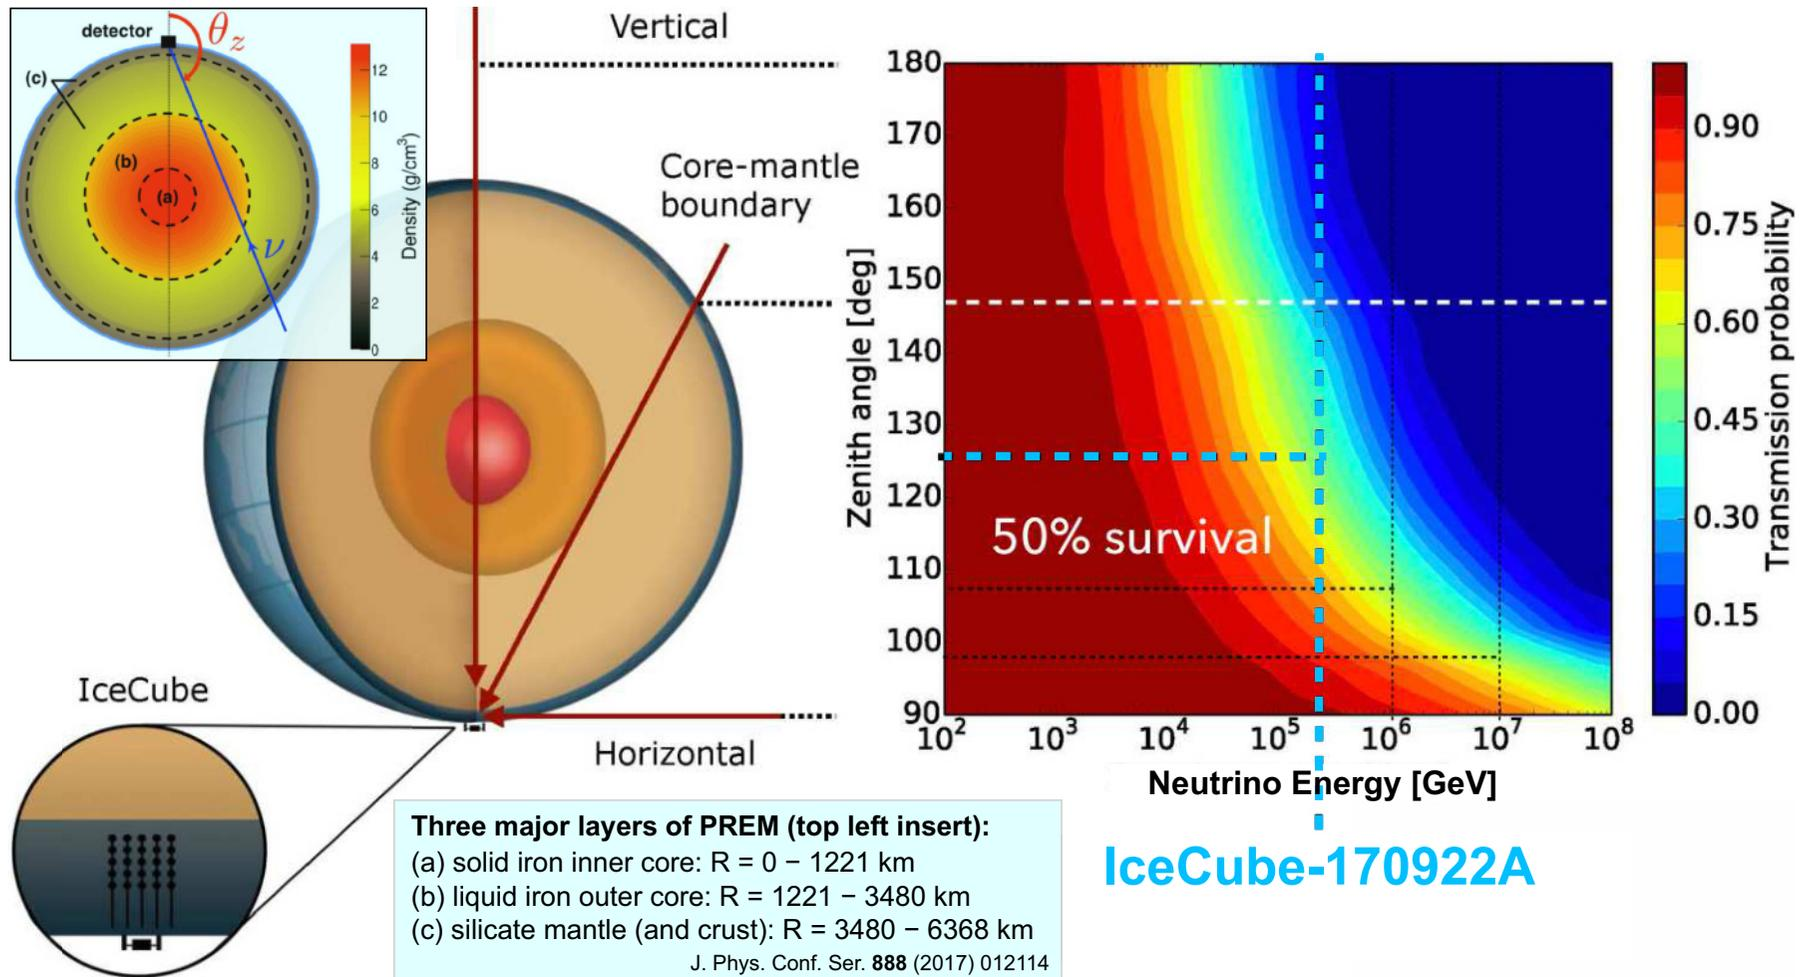 detector
θz
(c)
(b)
(a)
ν
12
10
8
6
4
2
0
Density (g/cm³)
Vertical
Core-mantle
boundary
Horizontal
IceCube
180
170
160
150
140
130
120
110
100
90
Zenith angle [deg]
50% survival
10² 10³ 10⁴ 10⁵ 10⁶ 10⁷ 10⁸
Neutrino Energy [GeV]
0.90
0.75
0.60
0.45
0.30
0.15
0.00
Transmission probability
IceCube-170922A
Three major layers of PREM (top left insert):
(a) solid iron inner core: R = 0 − 1221 km
(b) liquid iron outer core: R = 1221 − 3480 km
(c) silicate mantle (and crust): R = 3480 − 6368 km
J. Phys. Conf. Ser. 888 (2017) 012114